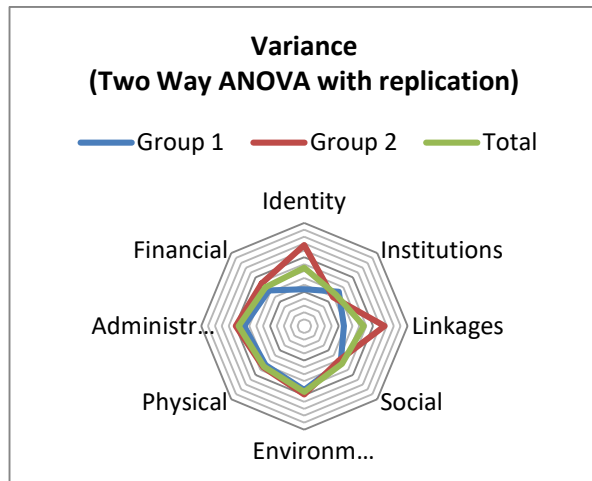 Variance
(Two Way ANOVA with replication)
Group 1 Group 2 Total
Identity
Financial Institutions
Administr... Linkages
Physical Social
Environm...